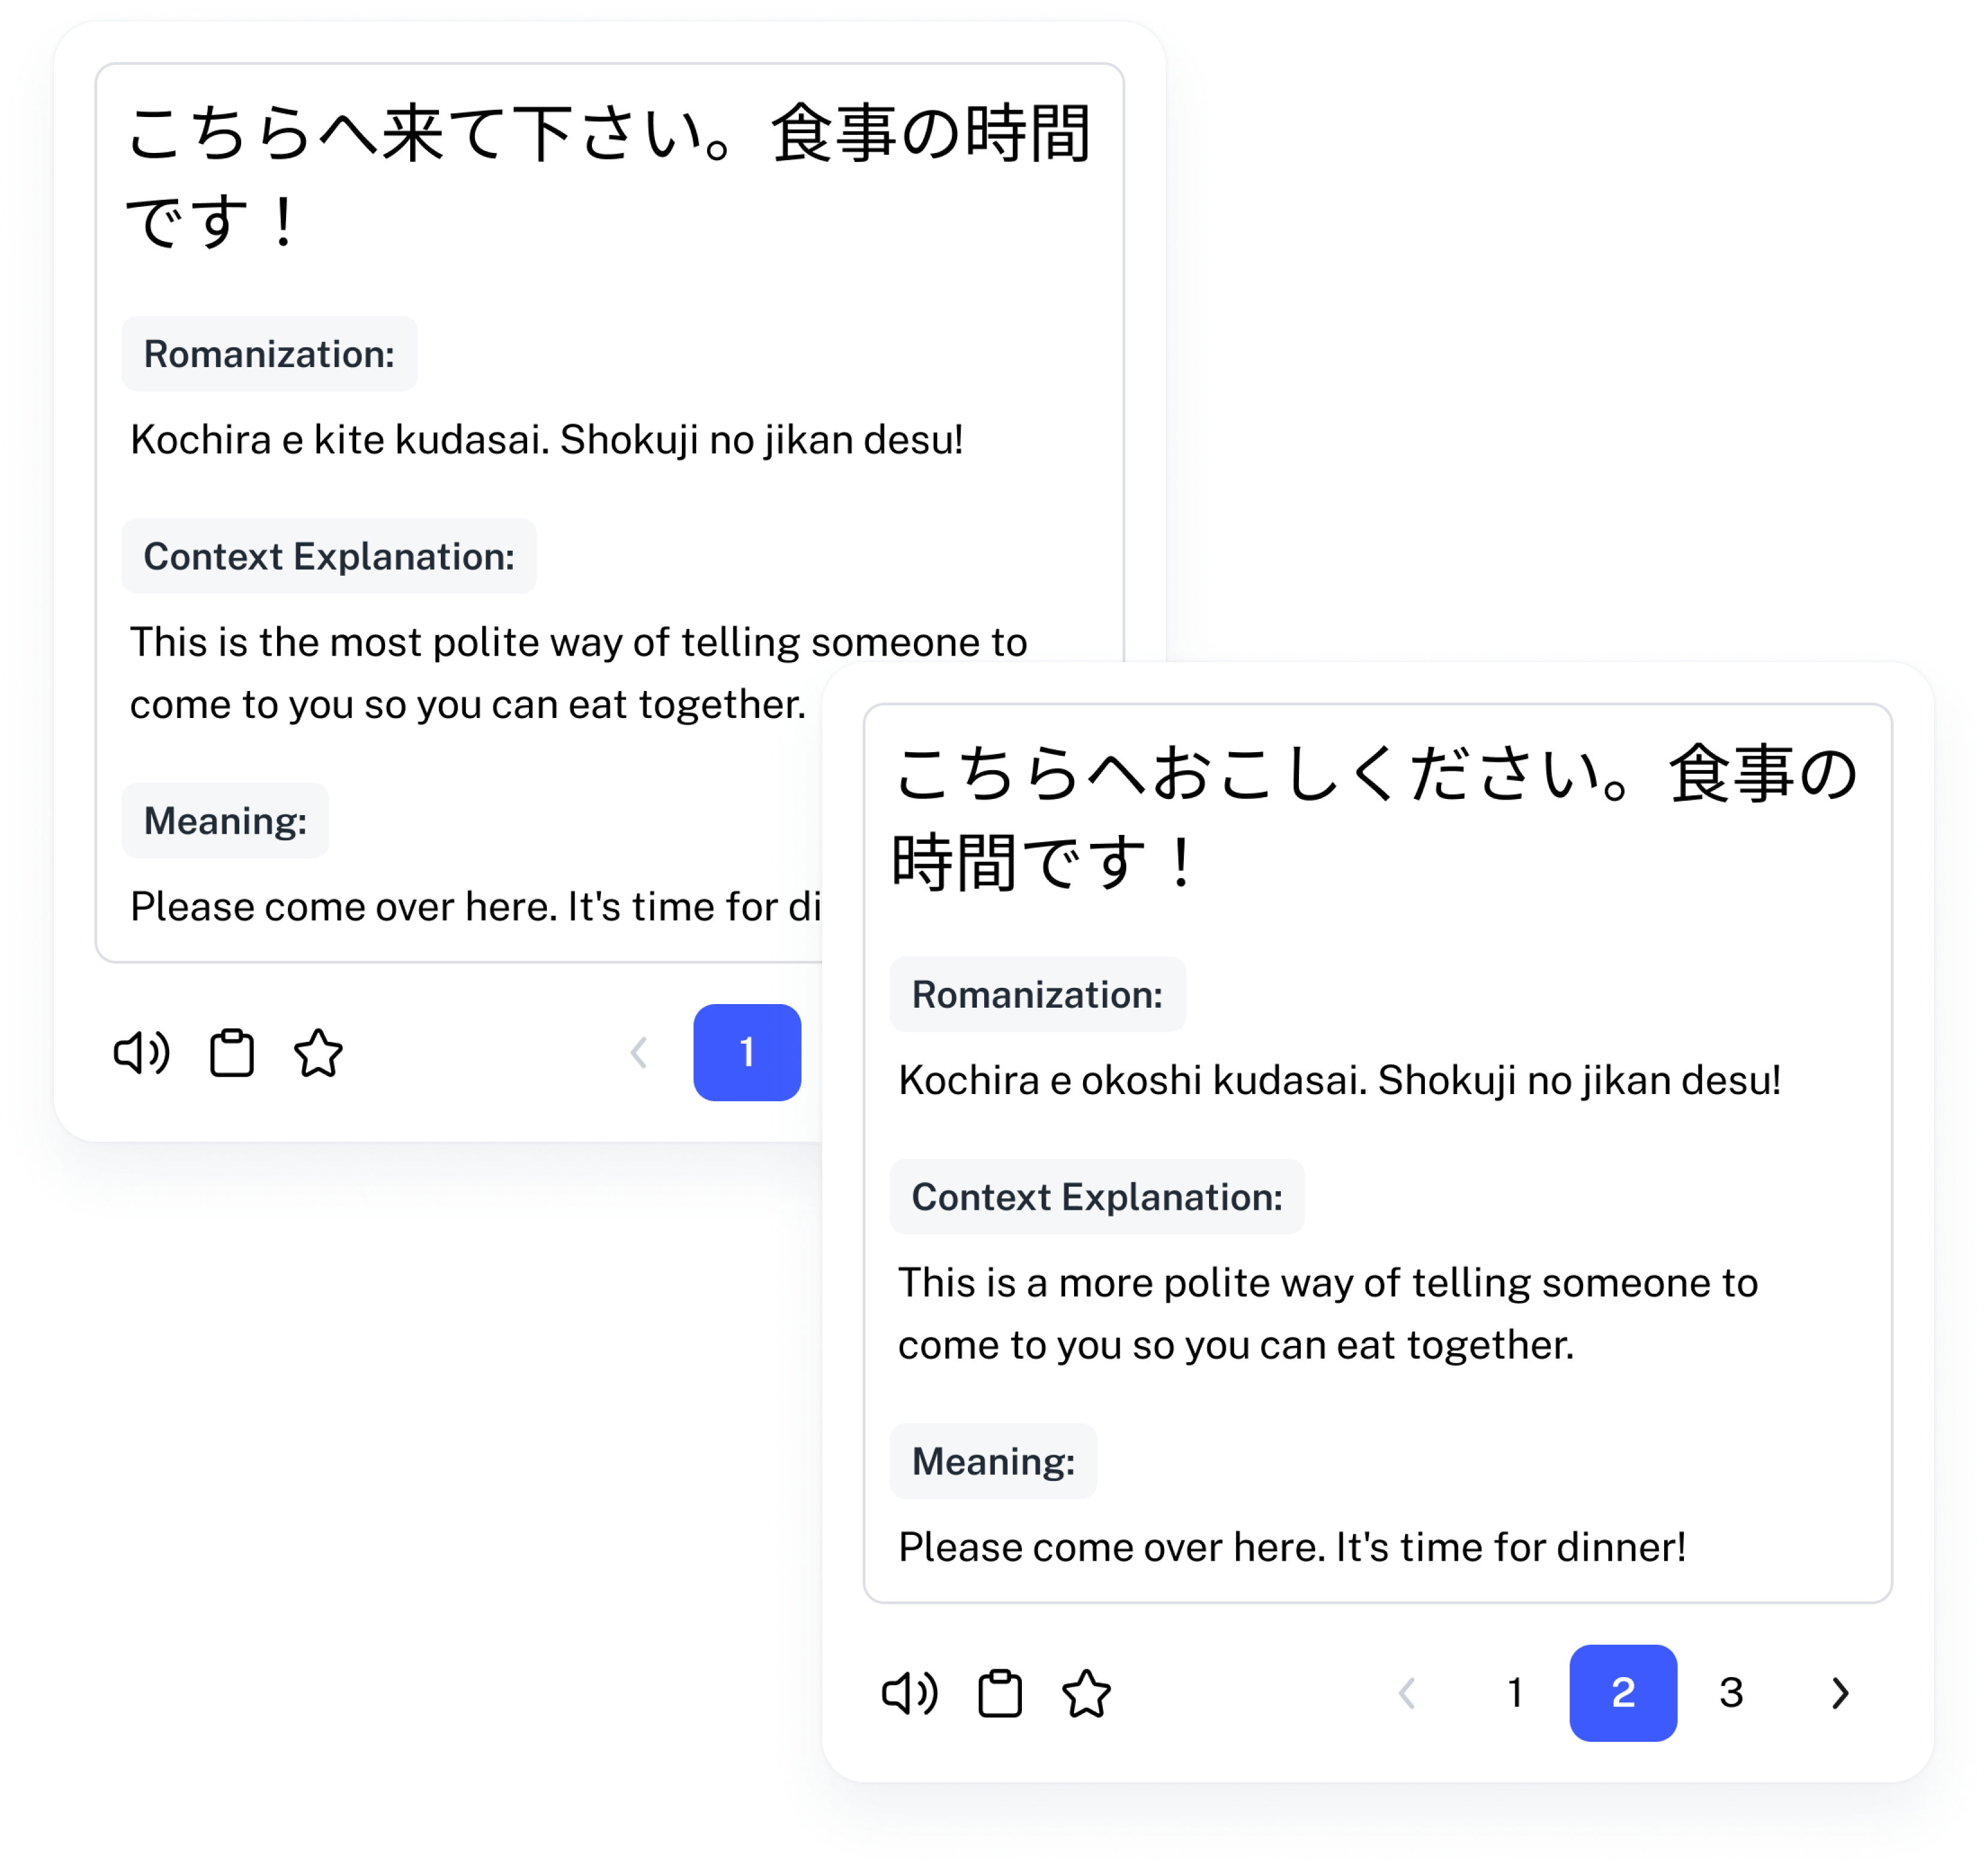 こちらへ来て下さい。食事の時間
です！
Romanization:
Kochira e kite kudasai. Shokuji no jikan desu!
Context Explanation:
This is the most polite way of telling someone to
come to you so you can eat together.
Meaning:
Please come over here. It's time for di
1
こちらへおこしください。食事の
時間です！
Romanization:
Kochira e okoshi kudasai. Shokuji no jikan desu!
Context Explanation:
This is a more polite way of telling someone to
come to you so you can eat together.
Meaning:
Please come over here. It's time for dinner!
1 2 3